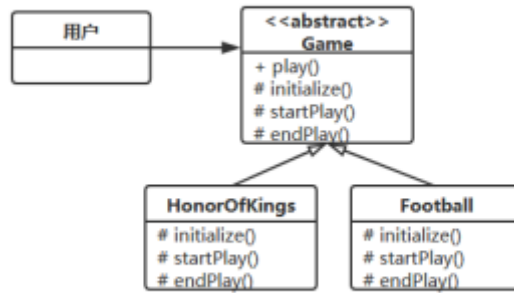 用户
<<abstract>>
Game
+ play()
# initialize()
# startPlay()
# endPlay()
HonorOfKings
# initialize()
# startPlay()
# endPlay()
Football
# initialize()
# startPlay()
# endPlay()